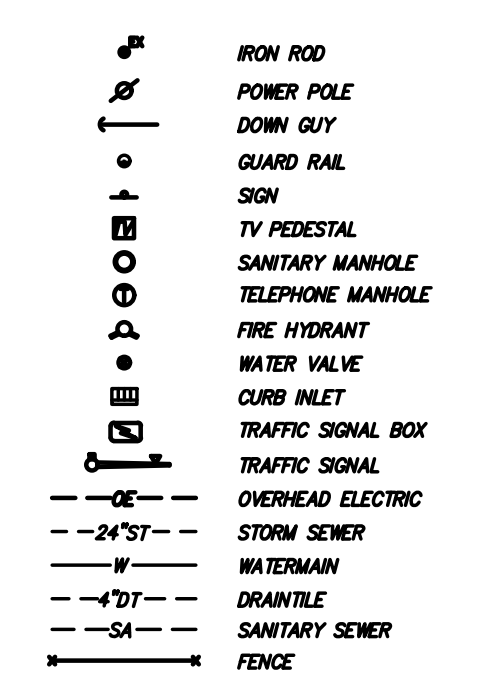 EX IRON ROD
POWER POLE
DOWN GUY
GUARD RAIL
SIGN
TV PEDESTAL
SANITARY MANHOLE
TELEPHONE MANHOLE
FIRE HYDRANT
WATER VALVE
CURB INLET
TRAFFIC SIGNAL BOX
TRAFFIC SIGNAL
OE OVERHEAD ELECTRIC
24"ST STORM SEWER
W WATERMAIN
4"DT DRAINTILE
SA SANITARY SEWER
FENCE